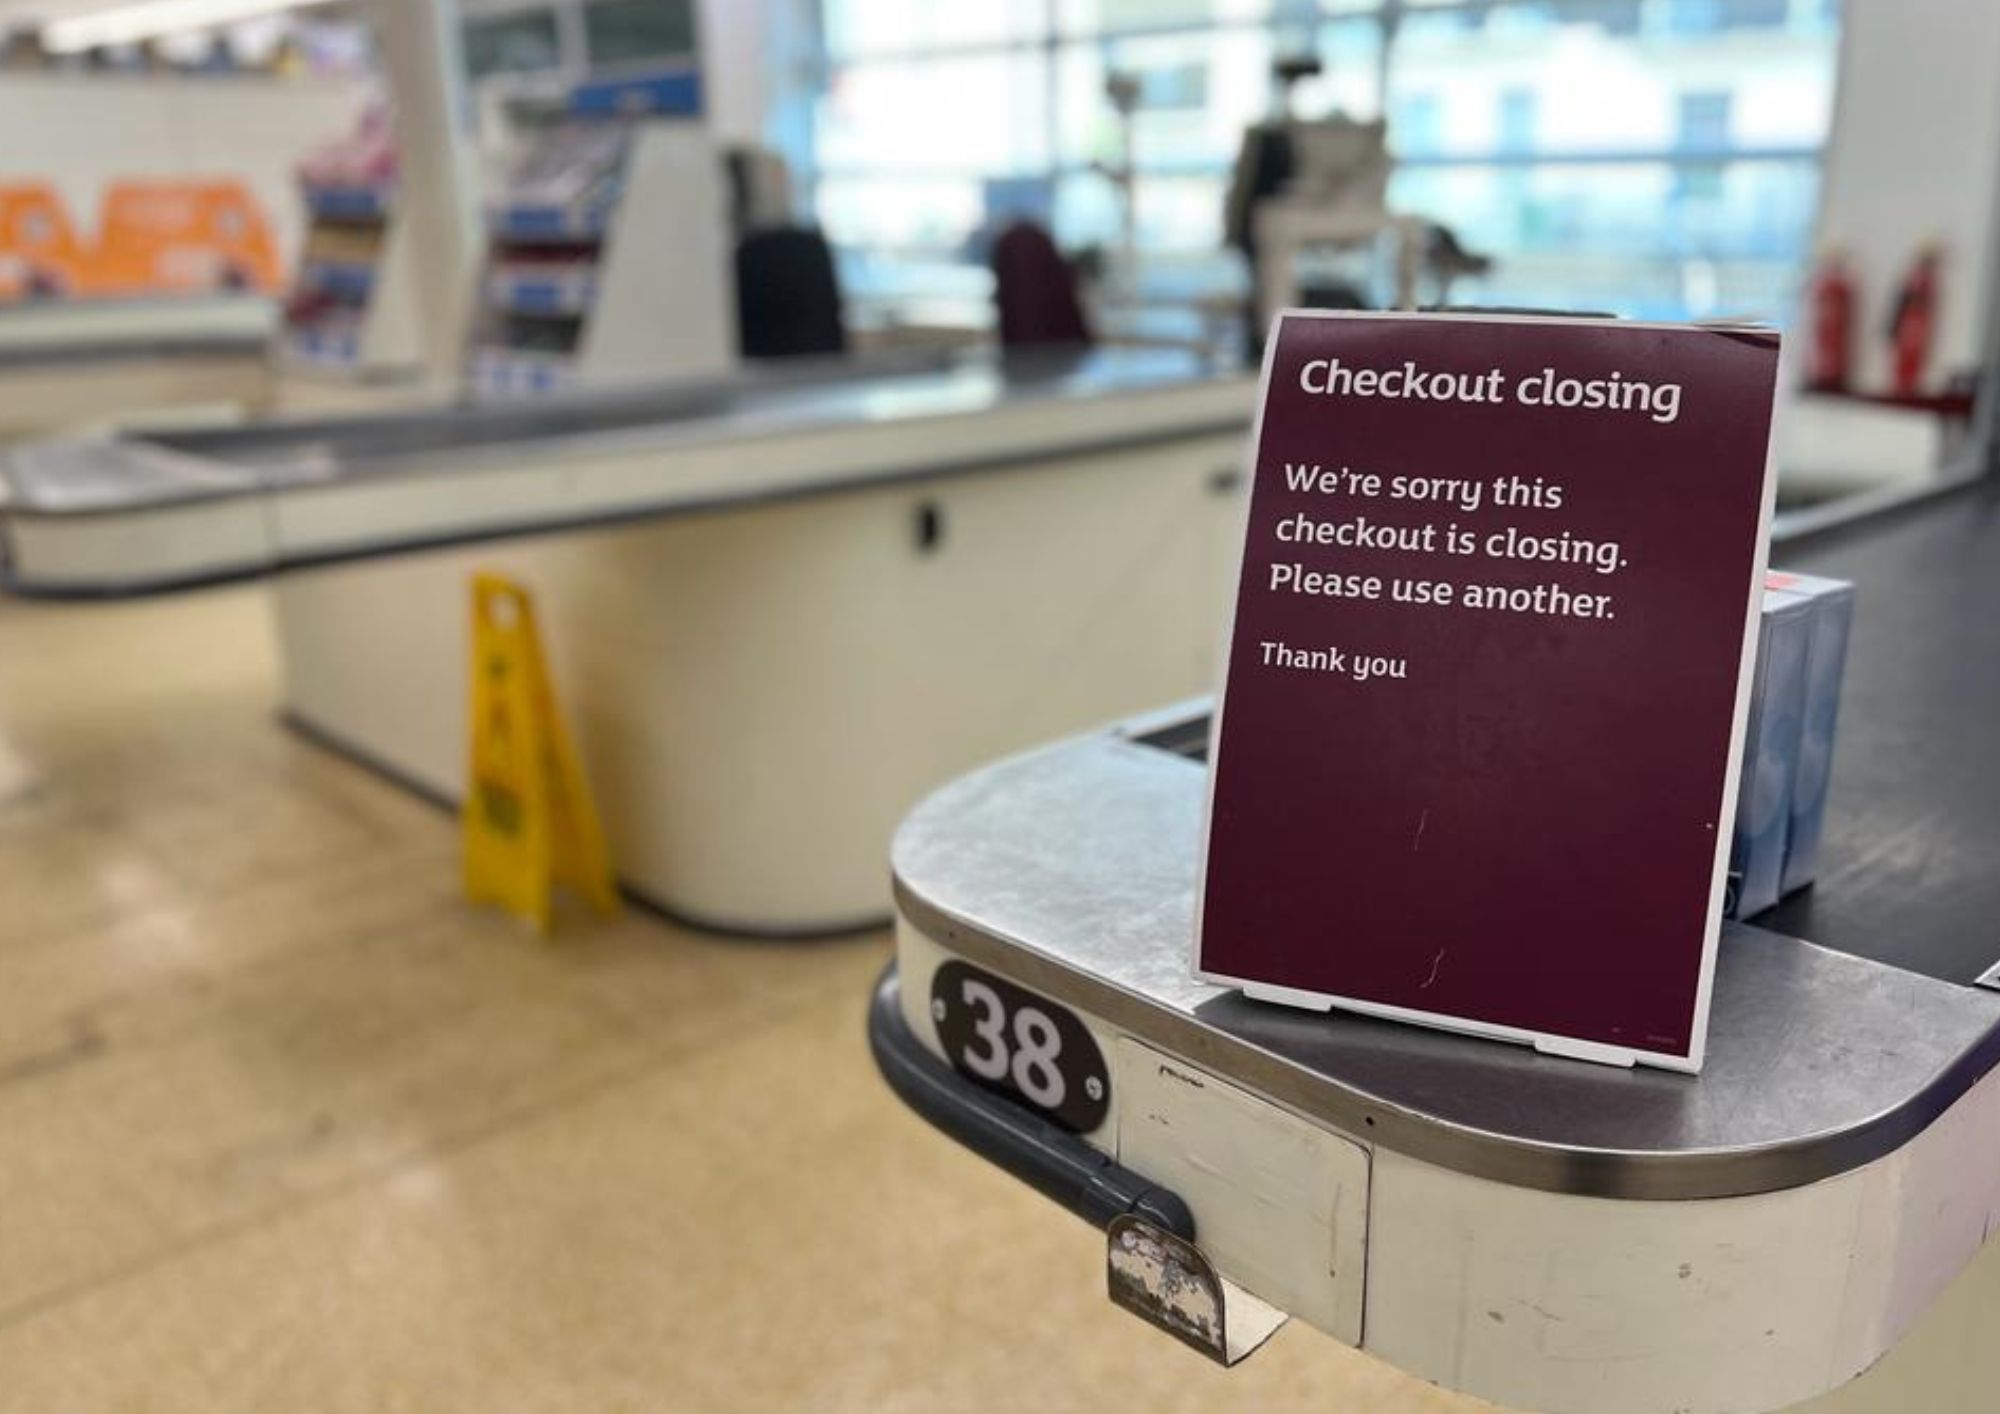 Checkout closing
We're sorry this
checkout is closing.
Please use another.
Thank you
38